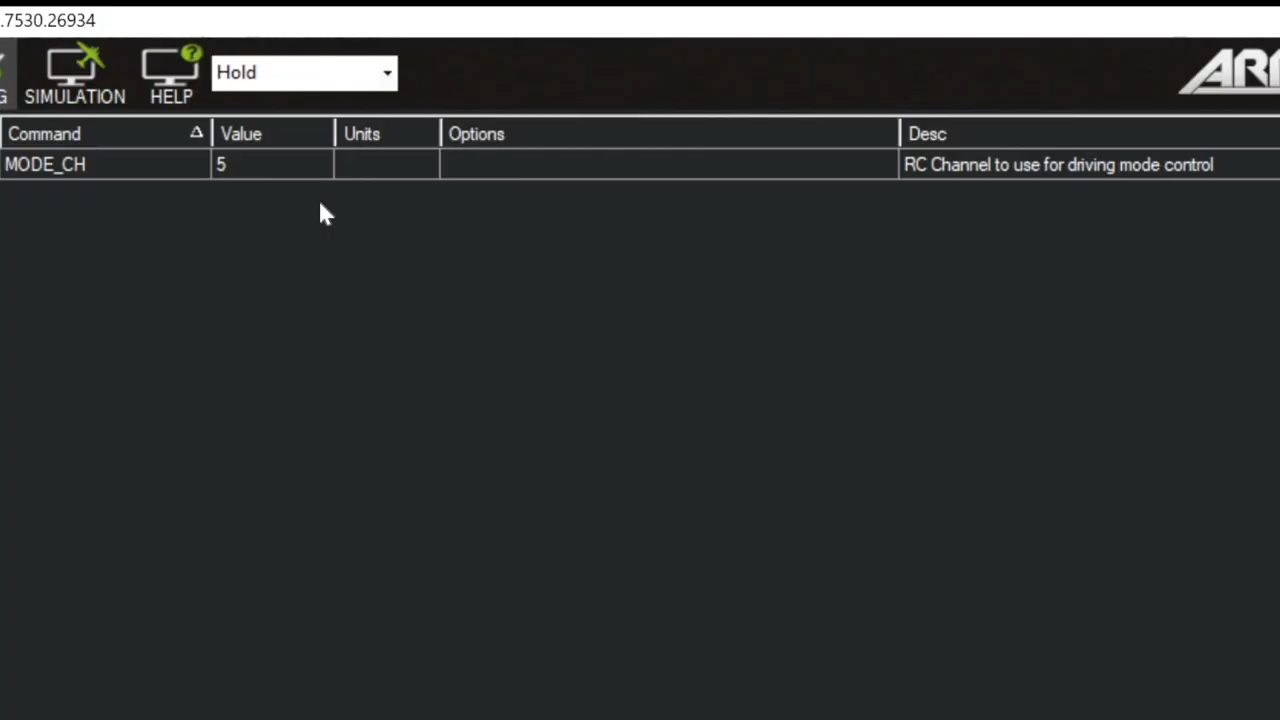 .7530.26934
G SIMULATION HELP Hold
Command Value Units Options Desc
MODE_CH 5 RC Channel to use for driving mode control